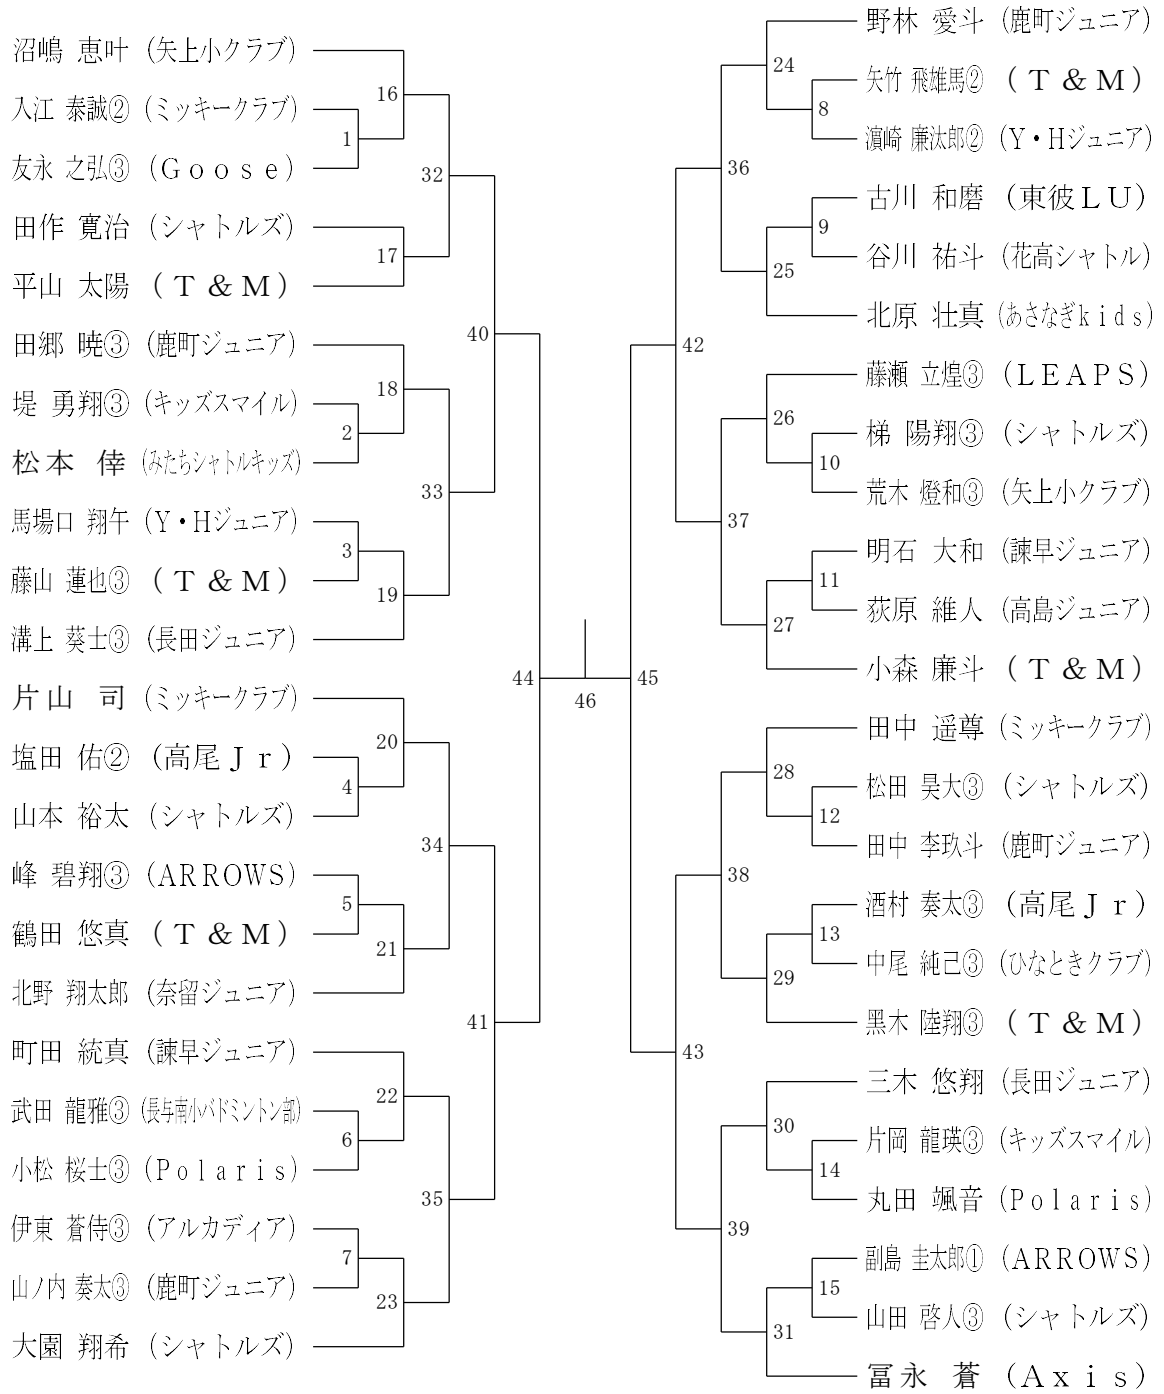 沼嶋 恵叶 (矢上小クラブ)
16
入江 泰誠② (ミッキークラブ)
1
友永 之弘③ (Ｇｏｏｓｅ)
32
田作 寛治 (シャトルズ)
17
平山 太陽 (Ｔ＆Ｍ)
40
田郷 暁③ (鹿町ジュニア)
18
堤 勇翔③ (キッズスマイル)
2
松本 倖 (みたちシャトルキッズ)
33
馬場口 翔午 (Y・Hジュニア)
3
藤山 蓮也③ (Ｔ＆Ｍ)
19
溝上 葵士③ (長田ジュニア)
44
片山 司 (ミッキークラブ)
20
塩田 佑② (高尾Ｊｒ)
4
山本 裕太 (シャトルズ)
34
峰 碧翔③ (ARROWS)
5
鶴田 悠真 (Ｔ＆Ｍ)
21
北野 翔太郎 (奈留ジュニア)
41
町田 統真 (諫早ジュニア)
22
武田 龍雅③ (長与南小バドミントン部)
6
小松 桜士③ (Polaris)
35
伊東 蒼侍③ (アルカディア)
7
山ノ内 奏太③ (鹿町ジュニア)
23
大園 翔希 (シャトルズ)
46
野林 愛斗 (鹿町ジュニア)
24
矢竹 飛雄馬② (Ｔ＆Ｍ)
8
濵崎 廉汰郎② (Y・Hジュニア)
36
古川 和磨 (東彼ＬＵ)
9
谷川 祐斗 (花高シャトル)
25
北原 壮真 (あさなぎkids)
42
藤瀬 立煌③ (LEAPS)
26
梯 陽翔③ (シャトルズ)
10
荒木 燈和③ (矢上小クラブ)
37
明石 大和 (諫早ジュニア)
11
荻原 維人 (高島ジュニア)
27
小森 廉斗 (Ｔ＆Ｍ)
45
田中 遥尊 (ミッキークラブ)
28
松田 昊大③ (シャトルズ)
12
田中 李玖斗 (鹿町ジュニア)
38
酒村 奏太③ (高尾Ｊｒ)
13
中尾 純己③ (ひなときクラブ)
29
黑木 陸翔③ (Ｔ＆Ｍ)
43
三木 悠翔 (長田ジュニア)
30
片岡 龍瑛③ (キッズスマイル)
14
丸田 颯音 (Polaris)
39
副島 圭太郎① (ARROWS)
15
山田 啓人③ (シャトルズ)
31
冨永 蒼 (Ａｘｉｓ)